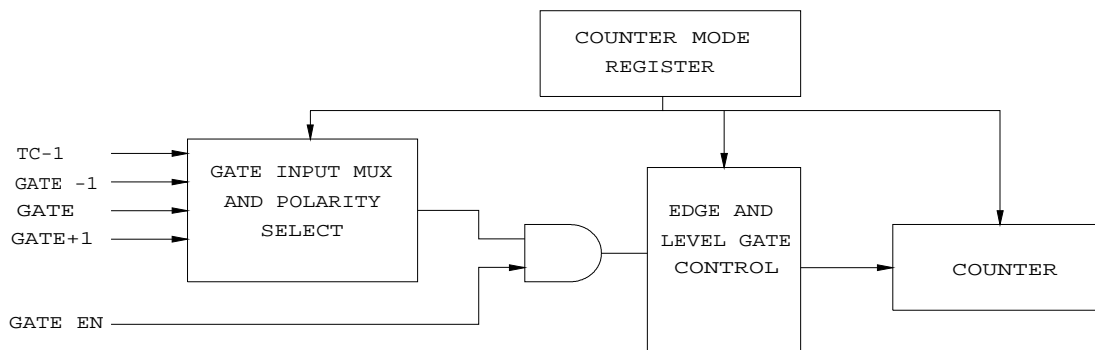 COUNTER MODE
REGISTER
TC-1
GATE -1
GATE
GATE+1
GATE INPUT MUX
AND POLARITY
SELECT
EDGE AND
LEVEL GATE
CONTROL
COUNTER
GATE EN